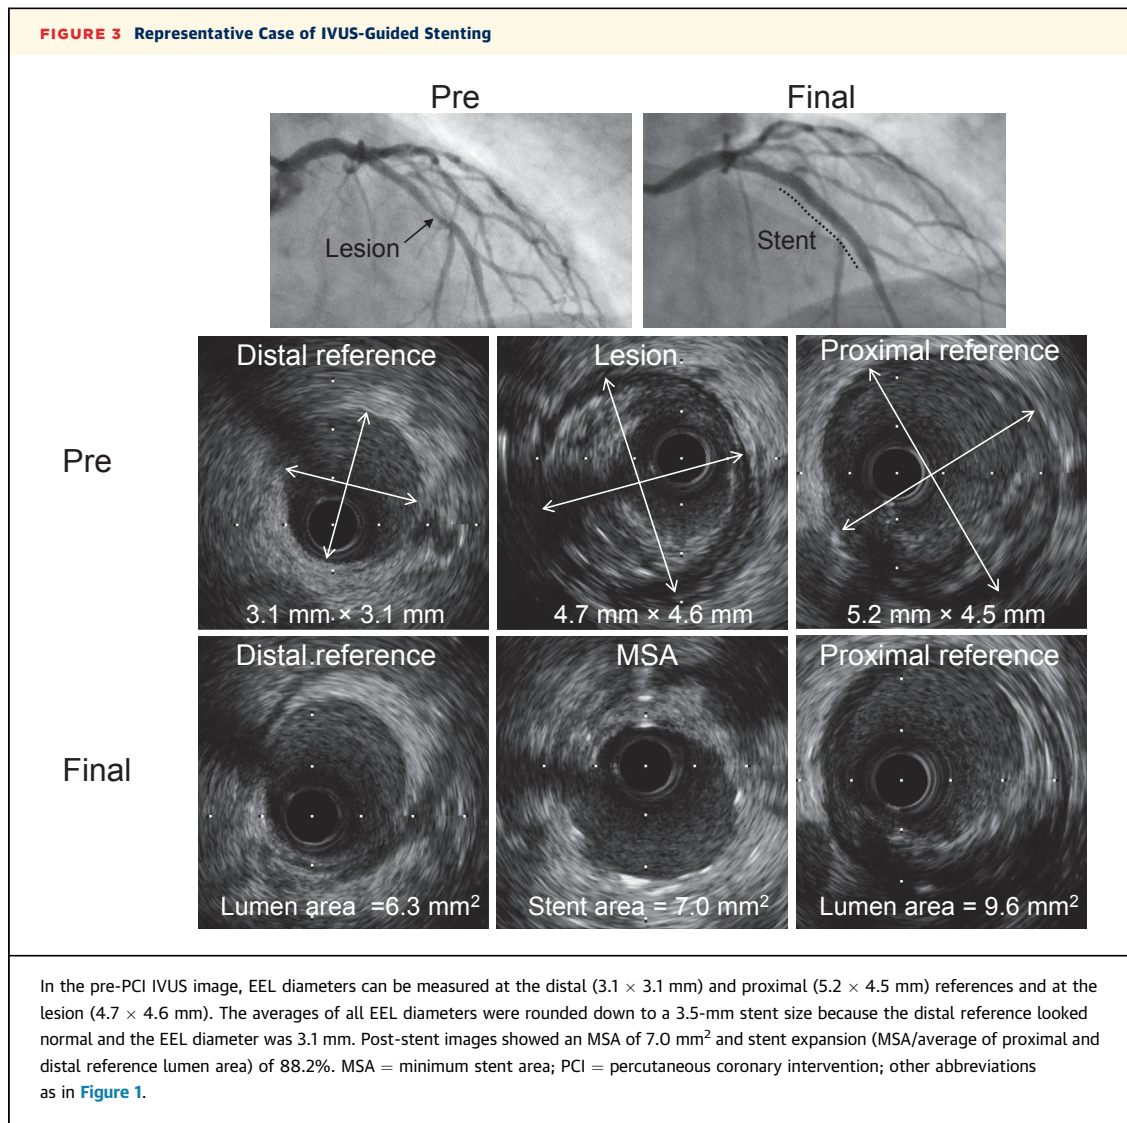 FIGURE 3 Representative Case of IVUS-Guided Stenting
Pre
Final
Lesion
Stent
Pre
Distal reference
Lesion
Proximal reference
3.1 mm × 3.1 mm
4.7 mm × 4.6 mm
5.2 mm × 4.5 mm
Final
Distal reference
MSA
Proximal reference
Lumen area =6.3 mm²
Stent area = 7.0 mm²
Lumen area = 9.6 mm²
In the pre-PCI IVUS image, EEL diameters can be measured at the distal (3.1 × 3.1 mm) and proximal (5.2 × 4.5 mm) references and at the
lesion (4.7 × 4.6 mm). The averages of all EEL diameters were rounded down to a 3.5-mm stent size because the distal reference looked
normal and the EEL diameter was 3.1 mm. Post-stent images showed an MSA of 7.0 mm² and stent expansion (MSA/average of proximal and
distal reference lumen area) of 88.2%. MSA = minimum stent area; PCI = percutaneous coronary intervention; other abbreviations
as in Figure 1.